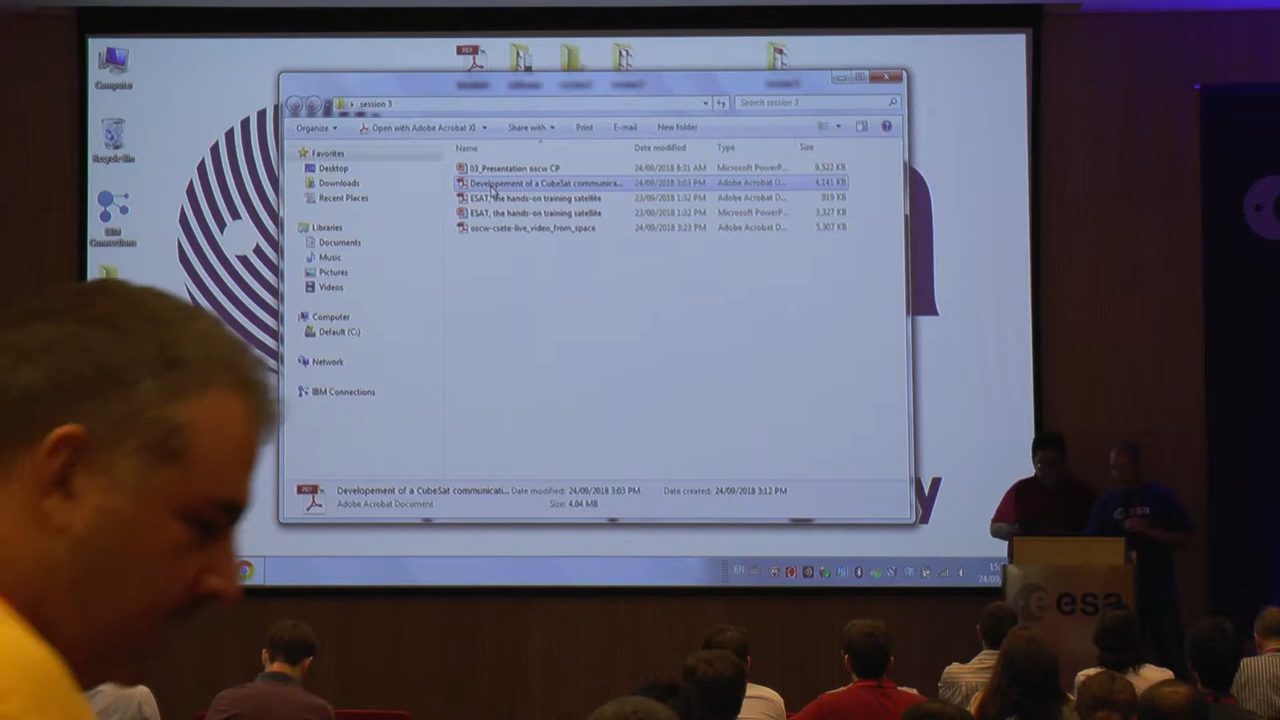 Computer
Recycle Bin
IBM
Connections
session 3
Search session 3
Organize
Open with Adobe Acrobat XI
Share with
Print
E-mail
New folder
Name
Date modified
Type
Size
03_Presentation oscw CP
24/09/2018 8:31 AM
Microsoft PowerP...
9,522 KB
Developement of a CubeSat communica...
24/09/2018 3:03 PM
Adobe Acrobat D...
4,141 KB
ESAT, the hands-on training satellite
23/09/2018 1:32 PM
Adobe Acrobat D...
919 KB
ESAT, the hands-on training satellite
23/09/2018 1:32 PM
Microsoft PowerP...
3,327 KB
oscw-csete-live_video_from_space
24/09/2018 3:23 PM
Adobe Acrobat D...
5,307 KB
Favorites
Desktop
Downloads
Recent Places
Libraries
Documents
Music
Pictures
Videos
Computer
Default (C:)
Network
IBM Connections
PDF
Developement of a CubeSat communicati...
Date modified: 24/09/2018 3:03 PM
Date created: 24/09/2018 3:12 PM
Adobe Acrobat Document
Size: 4.04 MB
y
EN
15:
24/09
esa
esa